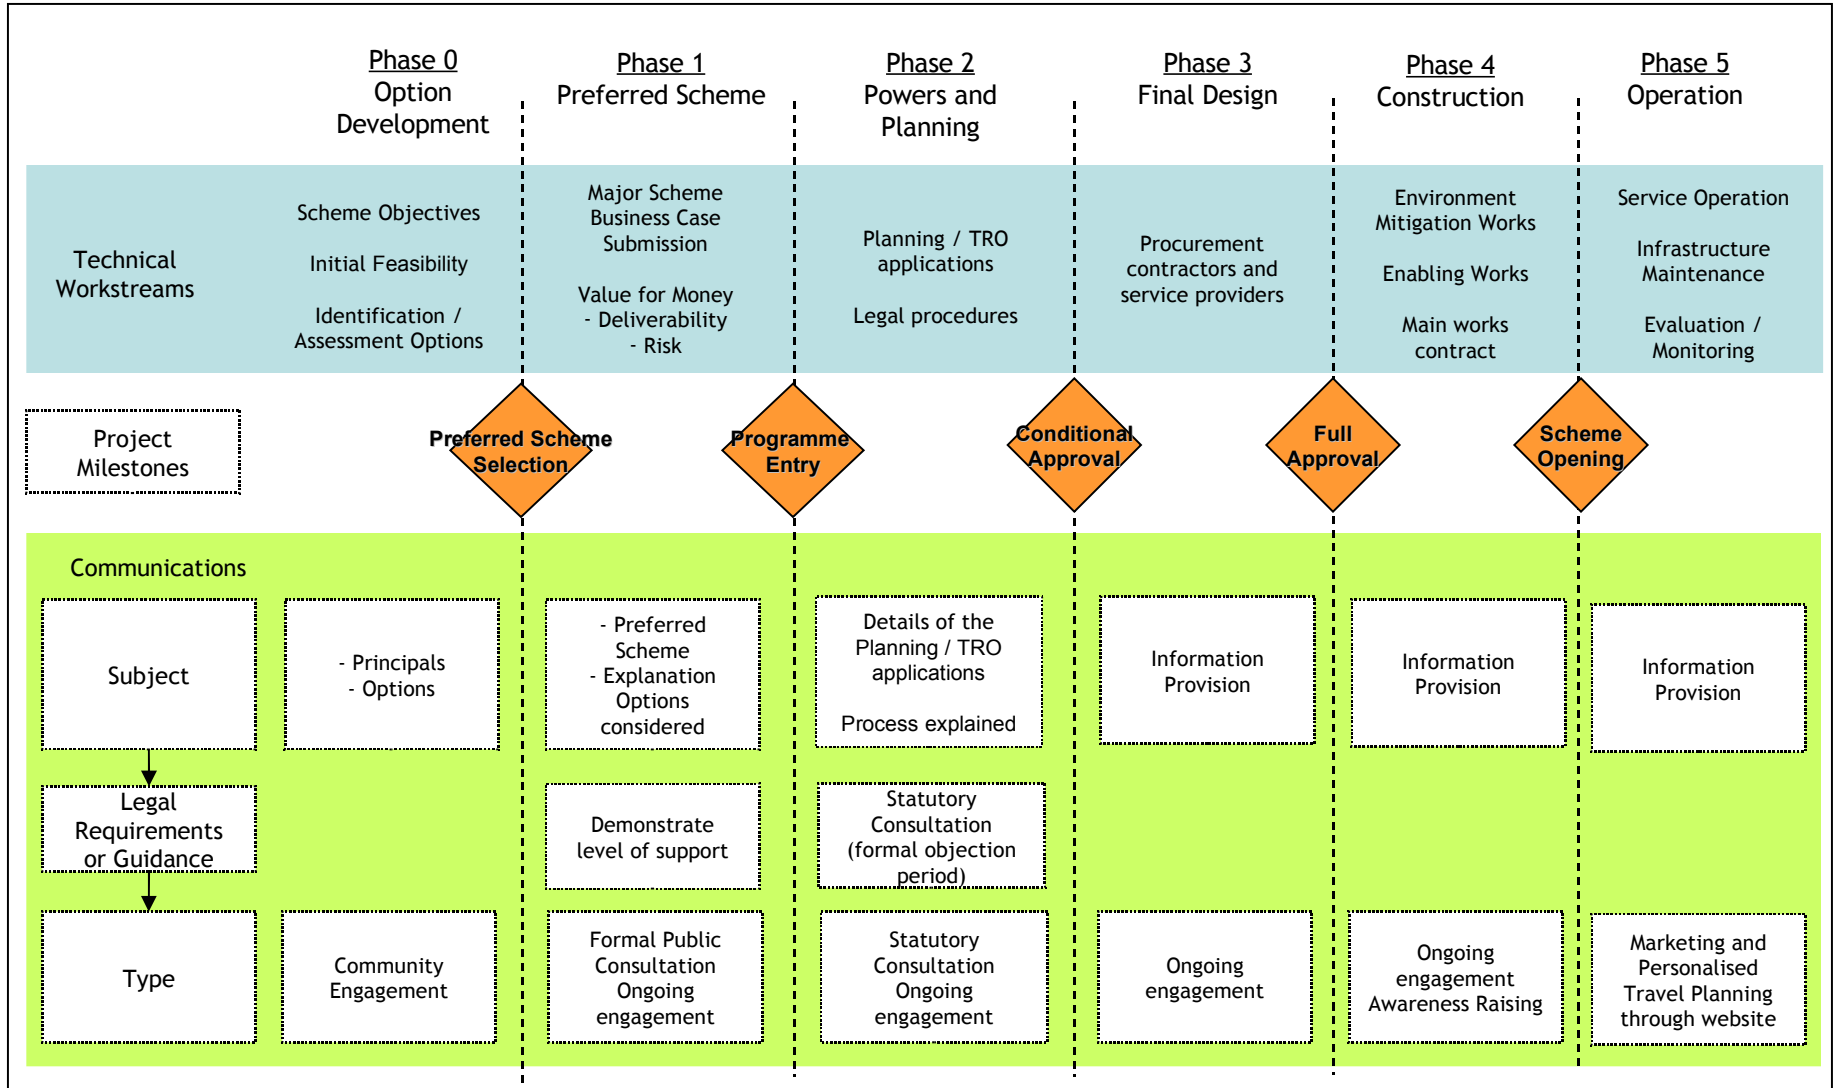 Phase 0
Option
Development
Phase 1
Preferred Scheme
Phase 2
Powers and
Planning
Phase 3
Final Design
Phase 4
Construction
Phase 5
Operation
Technical
Workstreams
Scheme Objectives
Initial Feasibility
Identification /
Assessment Options
Major Scheme
Business Case
Submission
Value for Money
- Deliverability
- Risk
Planning / TRO
applications
Legal procedures
Procurement
contractors and
service providers
Environment
Mitigation Works
Enabling Works
Main works
contract
Service Operation
Infrastructure
Maintenance
Evaluation /
Monitoring
Project
Milestones
Preferred Scheme
Selection
Programme
Entry
Conditional
Approval
Full
Approval
Scheme
Opening
Communications
Subject
- Principals
- Options
- Preferred
Scheme
- Explanation
Options
considered
Details of the
Planning / TRO
applications
Process explained
Information
Provision
Information
Provision
Information
Provision
Legal
Requirements
or Guidance
Demonstrate
level of support
Statutory
Consultation
(formal objection
period)
Type
Community
Engagement
Formal Public
Consultation
Ongoing
engagement
Statutory
Consultation
Ongoing
engagement
Ongoing
engagement
Ongoing
engagement
Awareness Raising
Marketing and
Personalised
Travel Planning
through website